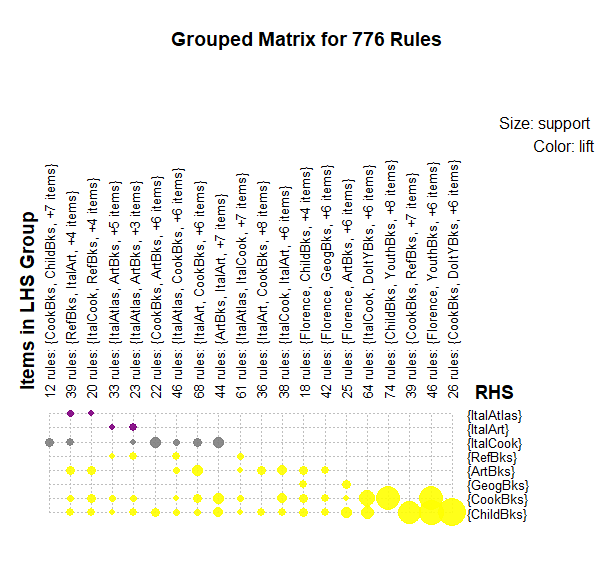 Grouped Matrix for 776 Rules
Size: support
Color: lift
Items in LHS Group
12 rules: {CookBks, ChildBks, +7 items}
39 rules: {RefBks, ItalArt, +4 items}
20 rules: {ItalCook, RefBks, +4 items}
33 rules: {ItalAtlas, ArtBks, +5 items}
23 rules: {ItalAtlas, ArtBks, +3 items}
22 rules: {CookBks, ArtBks, +6 items}
46 rules: {ItalAtlas, CookBks, +6 items}
68 rules: {ItalArt, CookBks, +6 items}
44 rules: {ArtBks, ItalArt, +7 items}
61 rules: {ItalAtlas, ItalCook, +7 items}
36 rules: {ItalArt, CookBks, +8 items}
38 rules: {ItalCook, ItalArt, +6 items}
18 rules: {Florence, ChildBks, +4 items}
42 rules: {Florence, GeogBks, +6 items}
25 rules: {Florence, ArtBks, +6 items}
64 rules: {ItalCook, DoItYBks, +6 items}
74 rules: {ChildBks, YouthBks, +8 items}
39 rules: {CookBks, RefBks, +7 items}
46 rules: {Florence, YouthBks, +6 items}
26 rules: {CookBks, DoItYBks, +6 items}
RHS
{ItalAtlas}
{ItalArt}
{ItalCook}
{RefBks}
{ArtBks}
{GeogBks}
{CookBks}
{ChildBks}